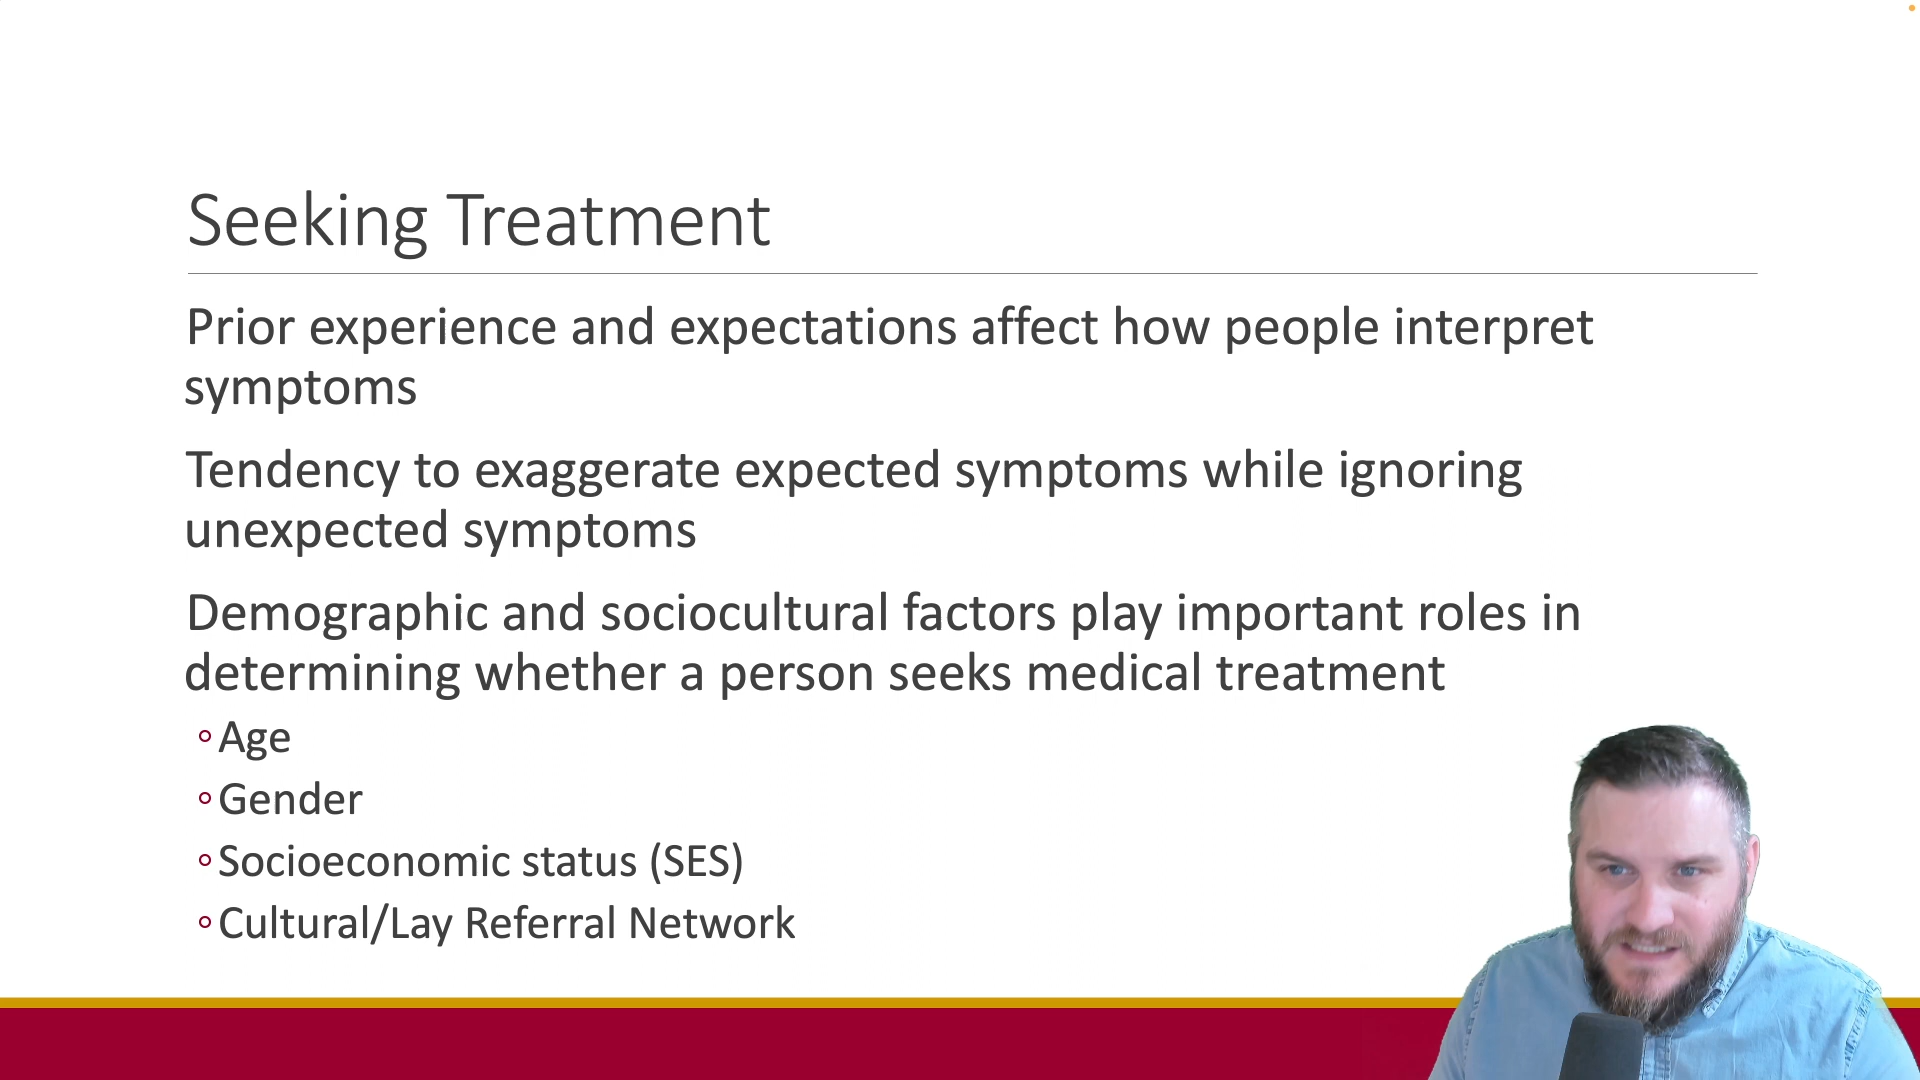 Seeking Treatment
Prior experience and expectations affect how people interpret
symptoms
Tendency to exaggerate expected symptoms while ignoring
unexpected symptoms
Demographic and sociocultural factors play important roles in
determining whether a person seeks medical treatment
Age
Gender
Socioeconomic status (SES)
Cultural/Lay Referral Network